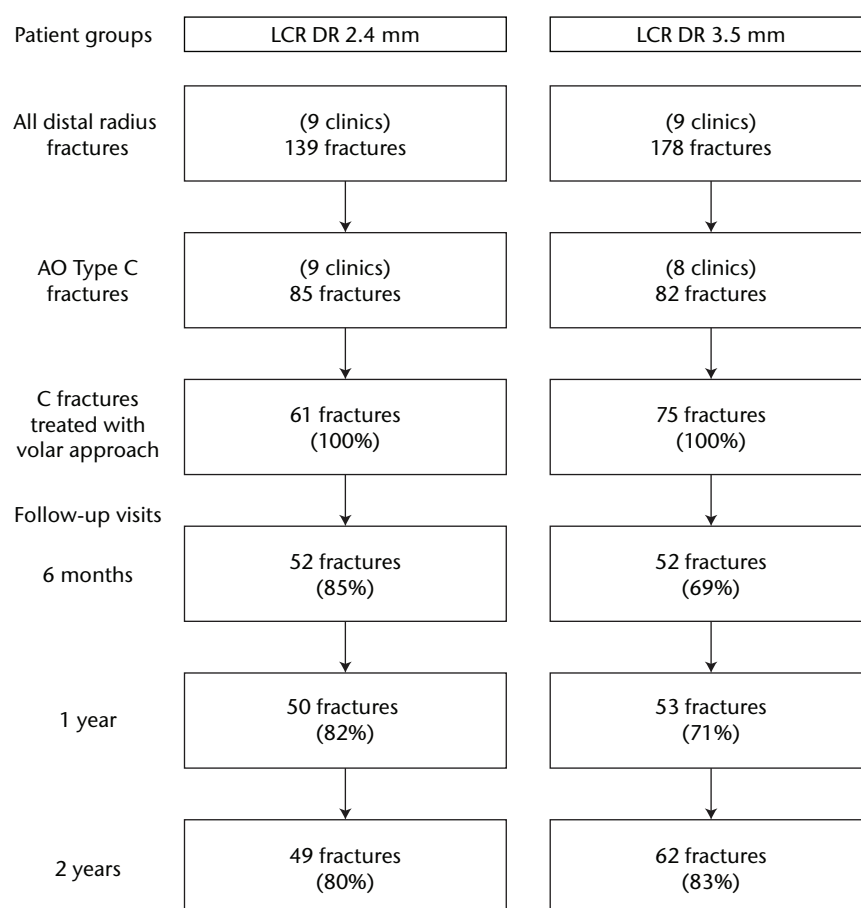 Patient groups
LCR DR 2.4 mm
LCR DR 3.5 mm
All distal radius
fractures
(9 clinics)
139 fractures
(9 clinics)
178 fractures
AO Type C
fractures
(9 clinics)
85 fractures
(8 clinics)
82 fractures
C fractures
treated with
volar approach
61 fractures
(100%)
75 fractures
(100%)
Follow-up visits
6 months
52 fractures
(85%)
52 fractures
(69%)
1 year
50 fractures
(82%)
53 fractures
(71%)
2 years
49 fractures
(80%)
62 fractures
(83%)